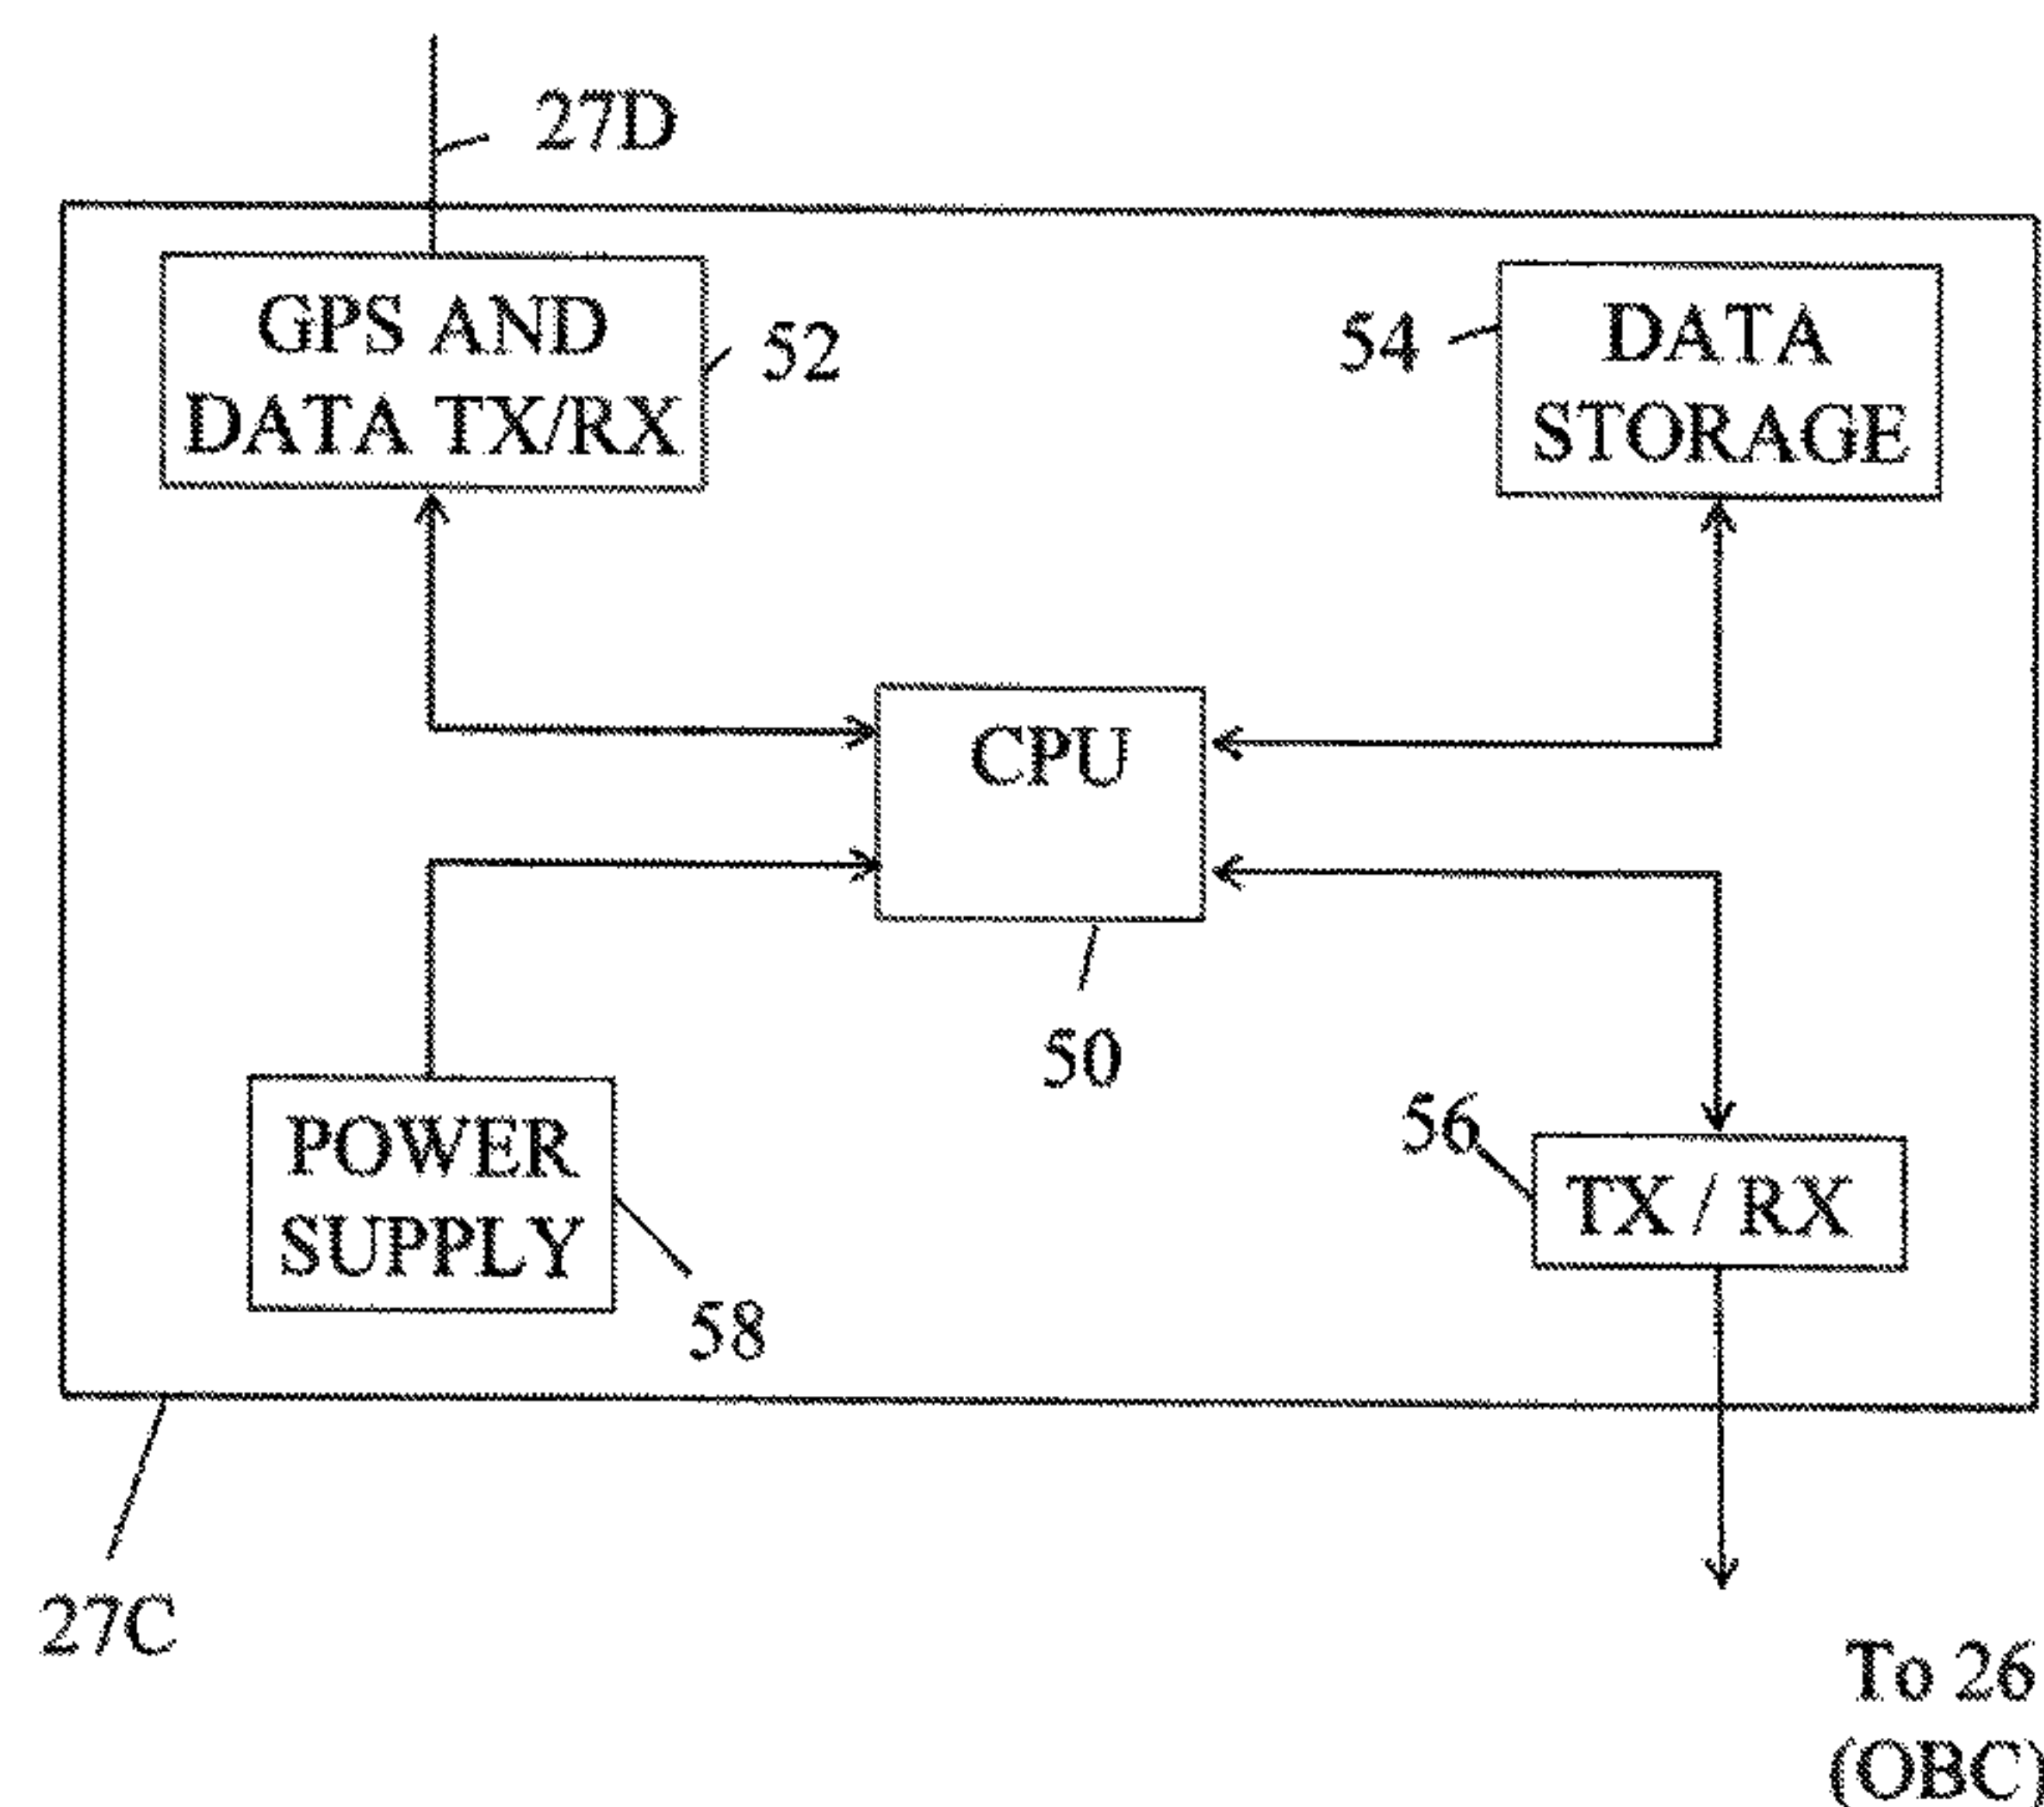 27D
GPS AND
DATA TX/RX
52
54
DATA
STORAGE
CPU
50
POWER
SUPPLY
58
56
TX / RX
27C
To 26
(OBC)